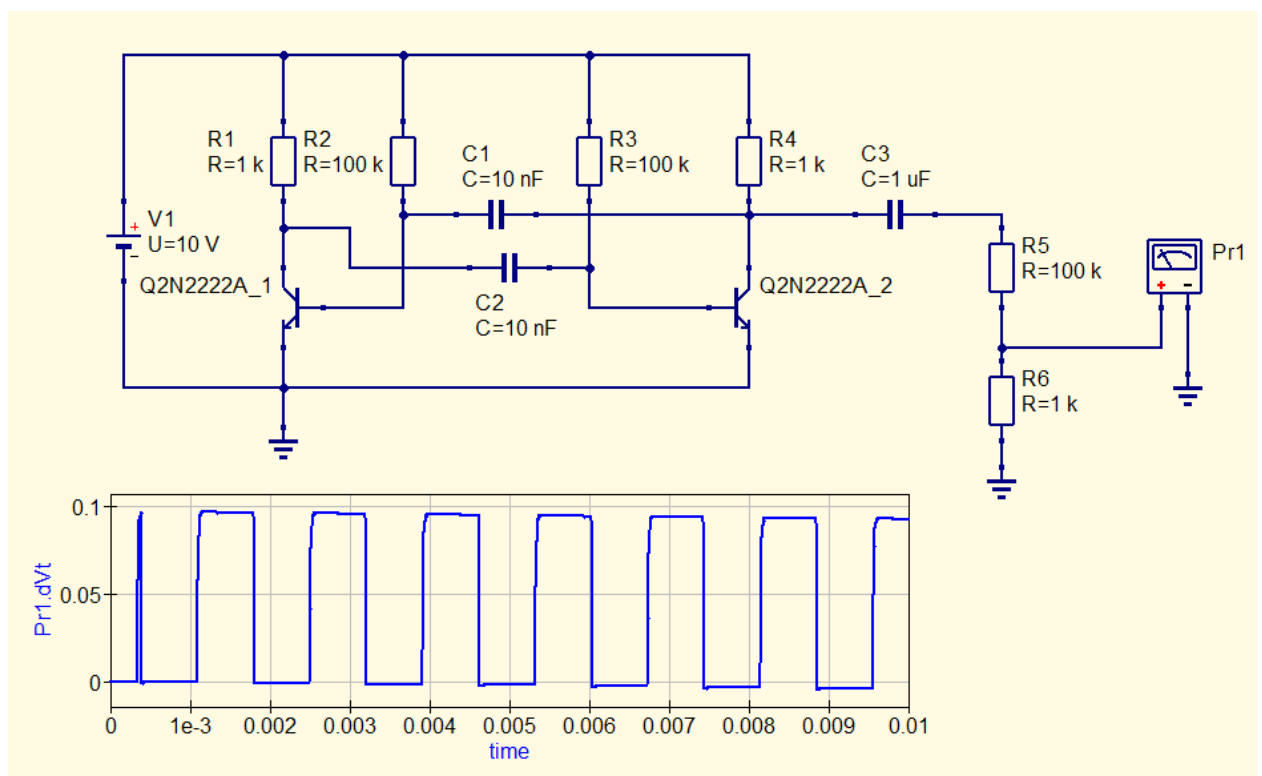 R1
R=1 k
R2
R=100 k
C1
C=10 nF
R3
R=100 k
R4
R=1 k
C3
C=1 uF
V1
U=10 V
+
−
Q2N2222A_1
C2
C=10 nF
Q2N2222A_2
R5
R=100 k
Pr1
+ −
R6
R=1 k
0.1
0.05
0
Pr1.dVt
0 1e-3 0.002 0.003 0.004 0.005 0.006 0.007 0.008 0.009 0.01
time